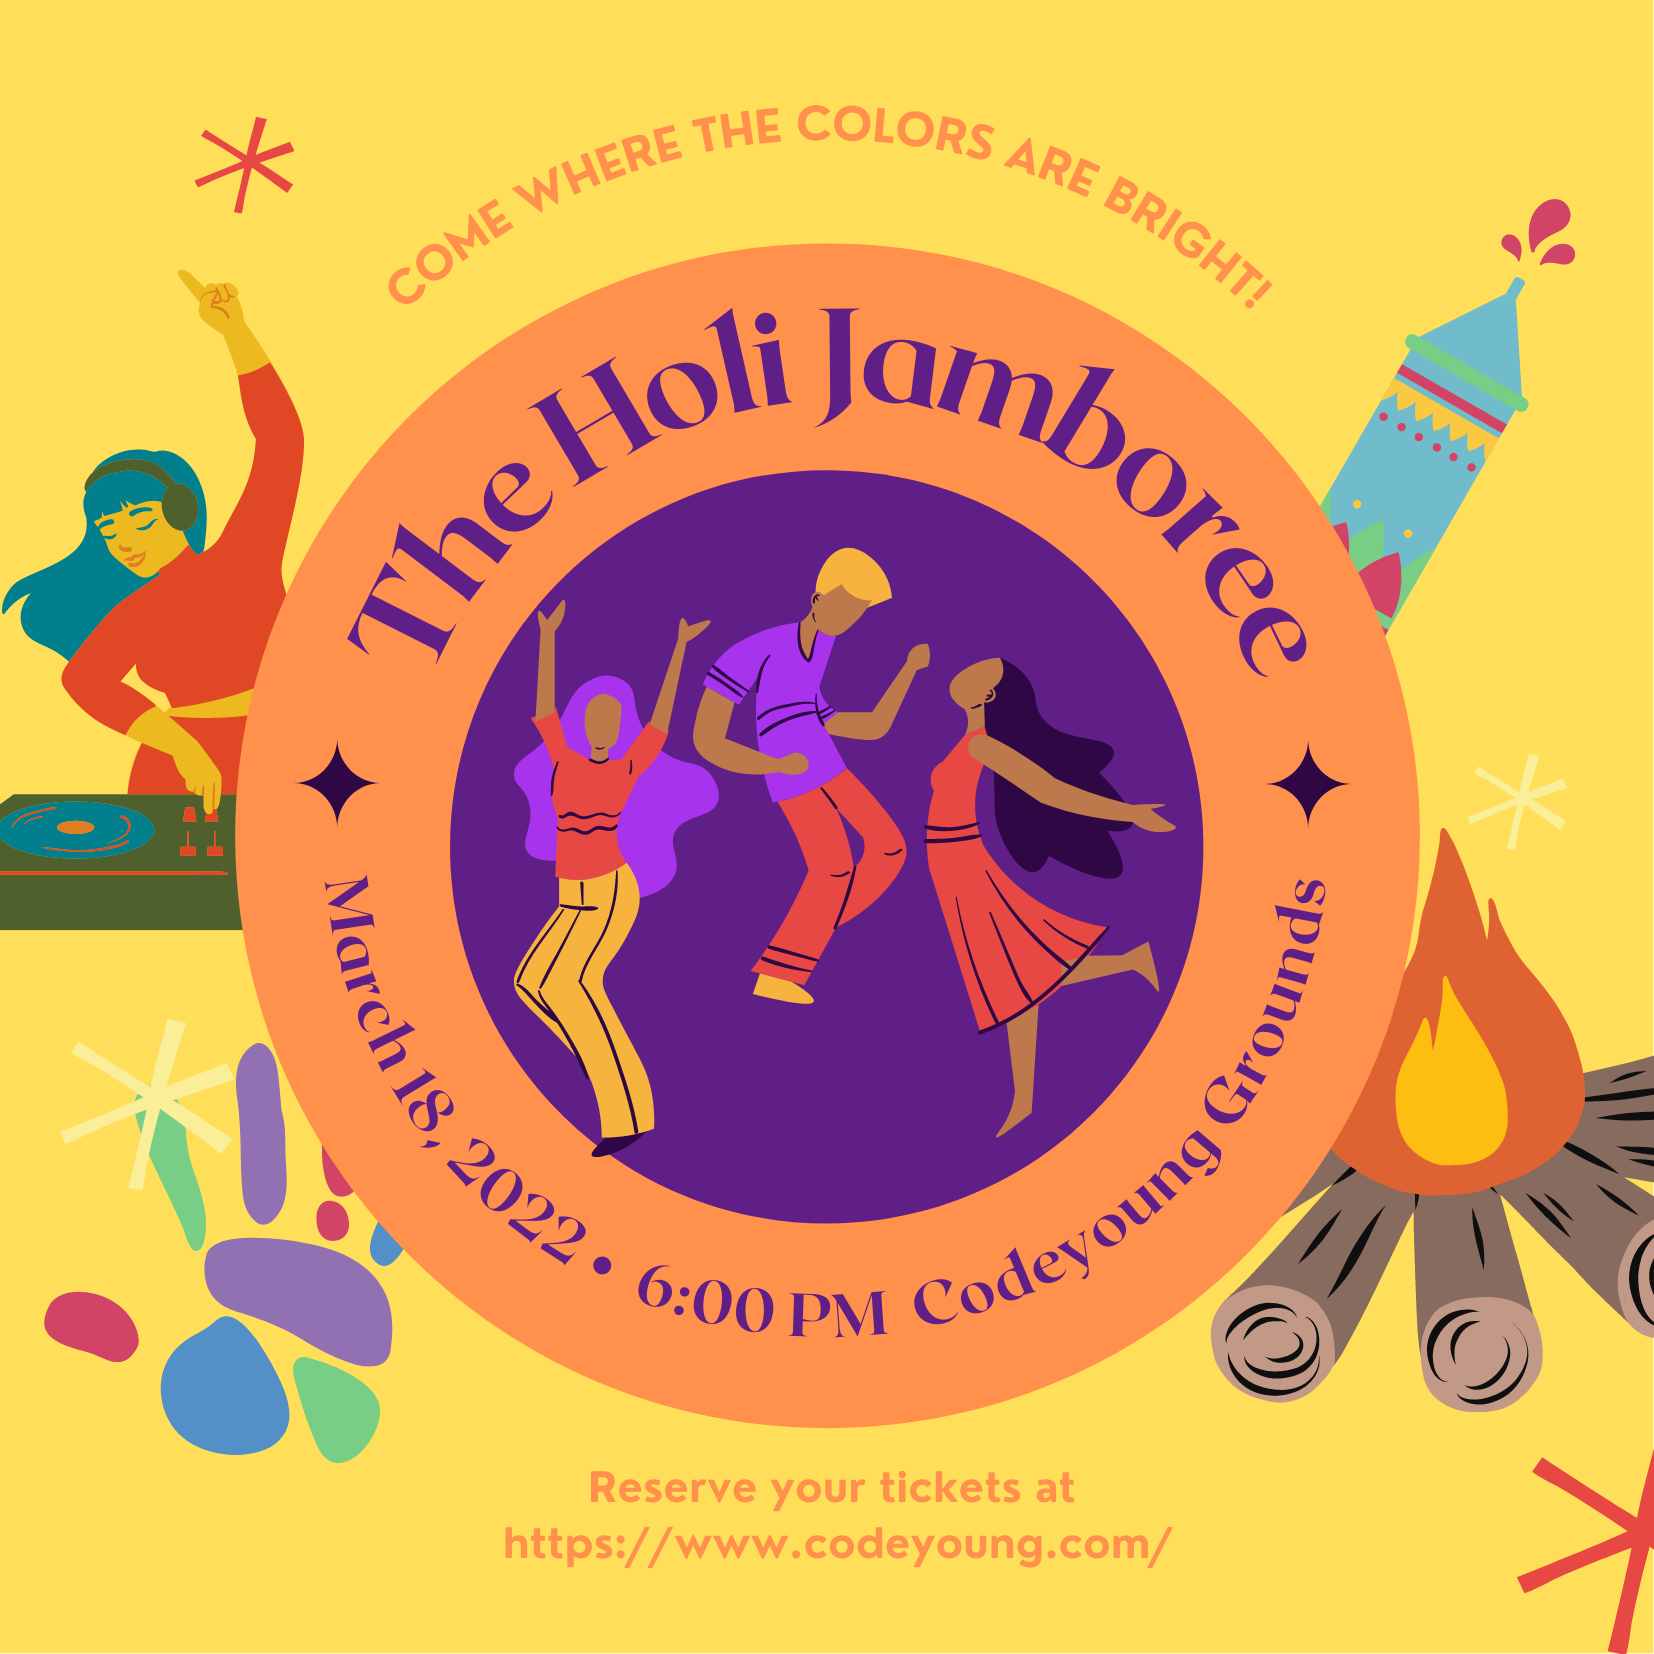 COME WHERE THE COLORS ARE BRIGHT!
The Holi Jamboree
March 18, 2022 • 6:00 PM Codeyoung Grounds
Reserve your tickets at
https://www.codeyoung.com/